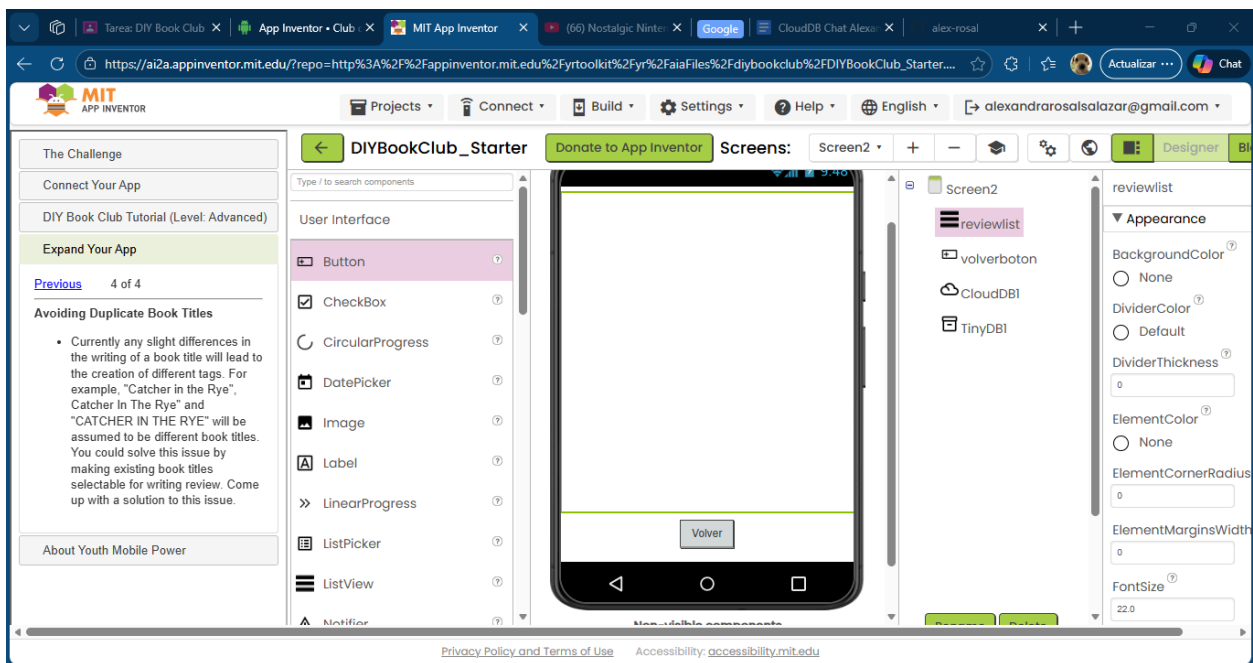 Tarea: DIY Book Club
App Inventor • Club
MIT App Inventor
(66) Nostalgic Ninten
Google
CloudDB Chat Alexa
alex-rosal
https://ai2a.appinventor.mit.edu/?repo=http%3A%2F%2Fappinventor.mit.edu%2Fyrtoolkit%2Fyr%2FaiaFiles%2Fdiybookclub%2FDIYBookClub_Starter....
Actualizar
Chat
MIT
APP INVENTOR
Projects
Connect
Build
Settings
Help
English
alexandrarosalsalazar@gmail.com
The Challenge
Connect Your App
DIY Book Club Tutorial (Level: Advanced)
Expand Your App
Previous 4 of 4
Avoiding Duplicate Book Titles
• Currently any slight differences in
the writing of a book title will lead to
the creation of different tags. For
example, "Catcher in the Rye",
Catcher In The Rye" and
"CATCHER IN THE RYE" will be
assumed to be different book titles.
You could solve this issue by
making existing book titles
selectable for writing review. Come
up with a solution to this issue.
About Youth Mobile Power
DIYBookClub_Starter
Donate to App Inventor
Screens:
Screen2
Designer
Bl
Type / to search components
User Interface
Button
CheckBox
CircularProgress
DatePicker
Image
Label
LinearProgress
ListPicker
ListView
Notifier
9:48
Volver
Non-visible components
Screen2
reviewlist
volverboton
CloudDB1
TinyDB1
Rename
Delete
reviewlist
Appearance
BackgroundColor
None
DividerColor
Default
DividerThickness
0
ElementColor
None
ElementCornerRadius
0
ElementMarginsWidth
0
FontSize
22.0
Privacy Policy and Terms of Use
Accessibility: accessibility.mit.edu